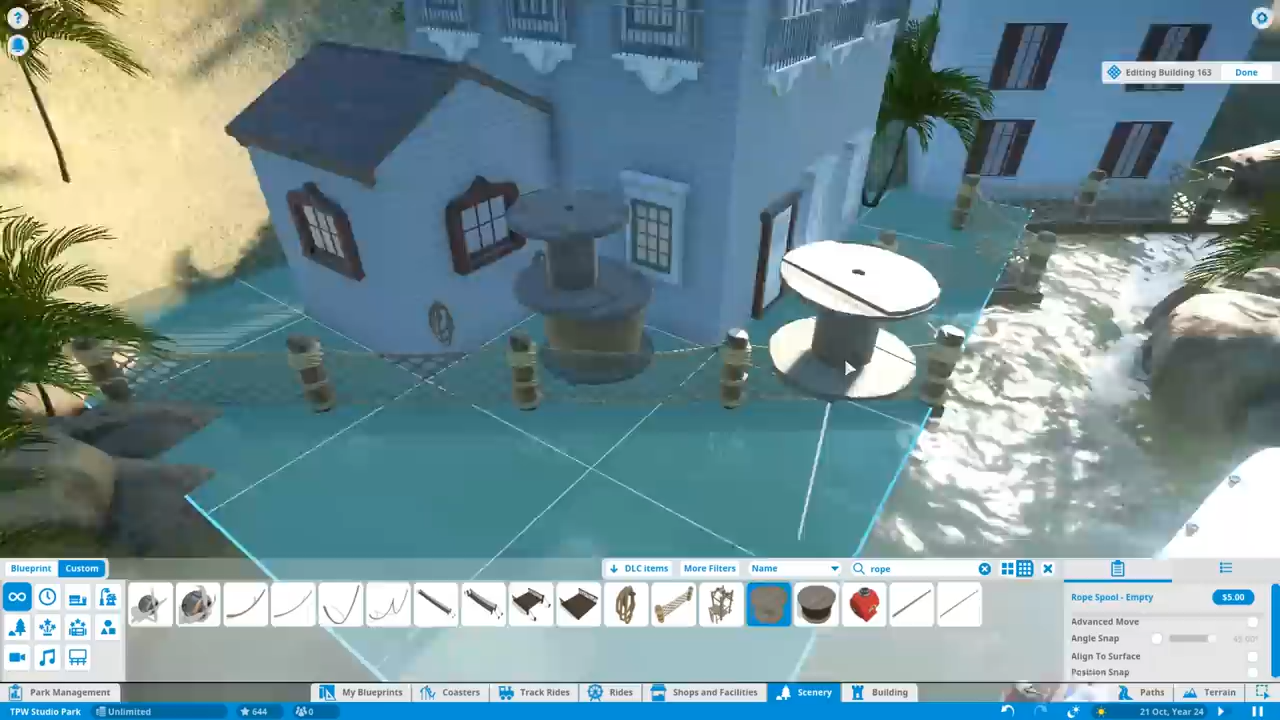 ?
Editing Building 163 Done
Blueprint Custom
DLC items More Filters Name rope
Rope Spool - Empty $5.00
Advanced Move
Angle Snap 45.00°
Align To Surface
Position Snap
Park Management My Blueprints Coasters Track Rides Rides Shops and Facilities Scenery Building Paths Terrain
TPW Studio Park Unlimited 644 0 21 Oct, Year 24